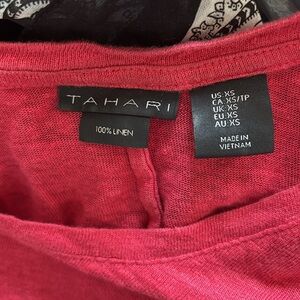 TAHARI
100% LINEN
US: XS
CA: XS/TP
UK: XS
EU: XS
AU: XS
MADE IN
VIETNAM